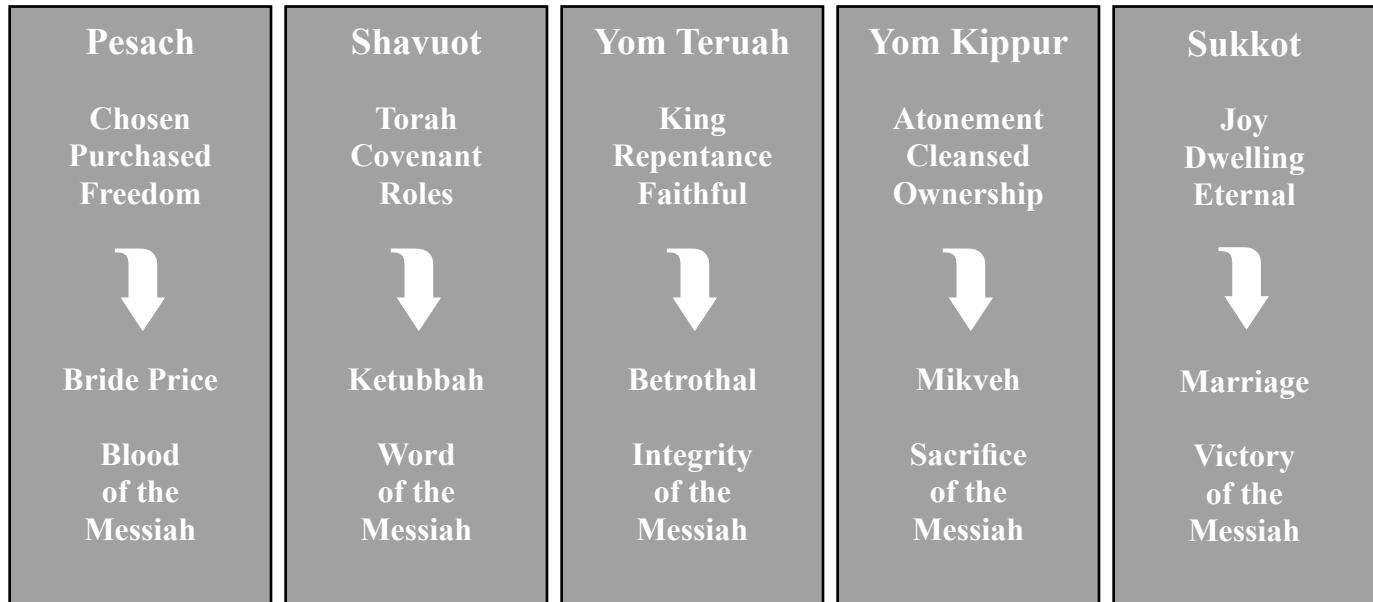 Pesach
Chosen
Purchased
Freedom
Bride Price
Blood
of the
Messiah
Shavuot
Torah
Covenant
Roles
Ketubbah
Word
of the
Messiah
Yom Teruah
King
Repentance
Faithful
Betrothal
Integrity
of the
Messiah
Yom Kippur
Atonement
Cleansed
Ownership
Mikveh
Sacrifice
of the
Messiah
Sukkot
Joy
Dwelling
Eternal
Marriage
Victory
of the
Messiah